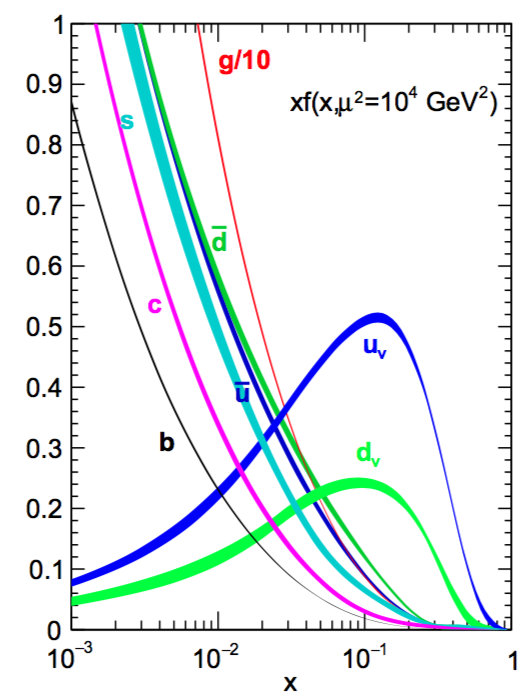 1
0.9
0.8
0.7
0.6
0.5
0.4
0.3
0.2
0.1
0
g/10
xf(x,μ²=10⁴ GeV²)
s
d̅
c
u_v
u̅
b
d_v
10⁻³ 10⁻² 10⁻¹ 1
x